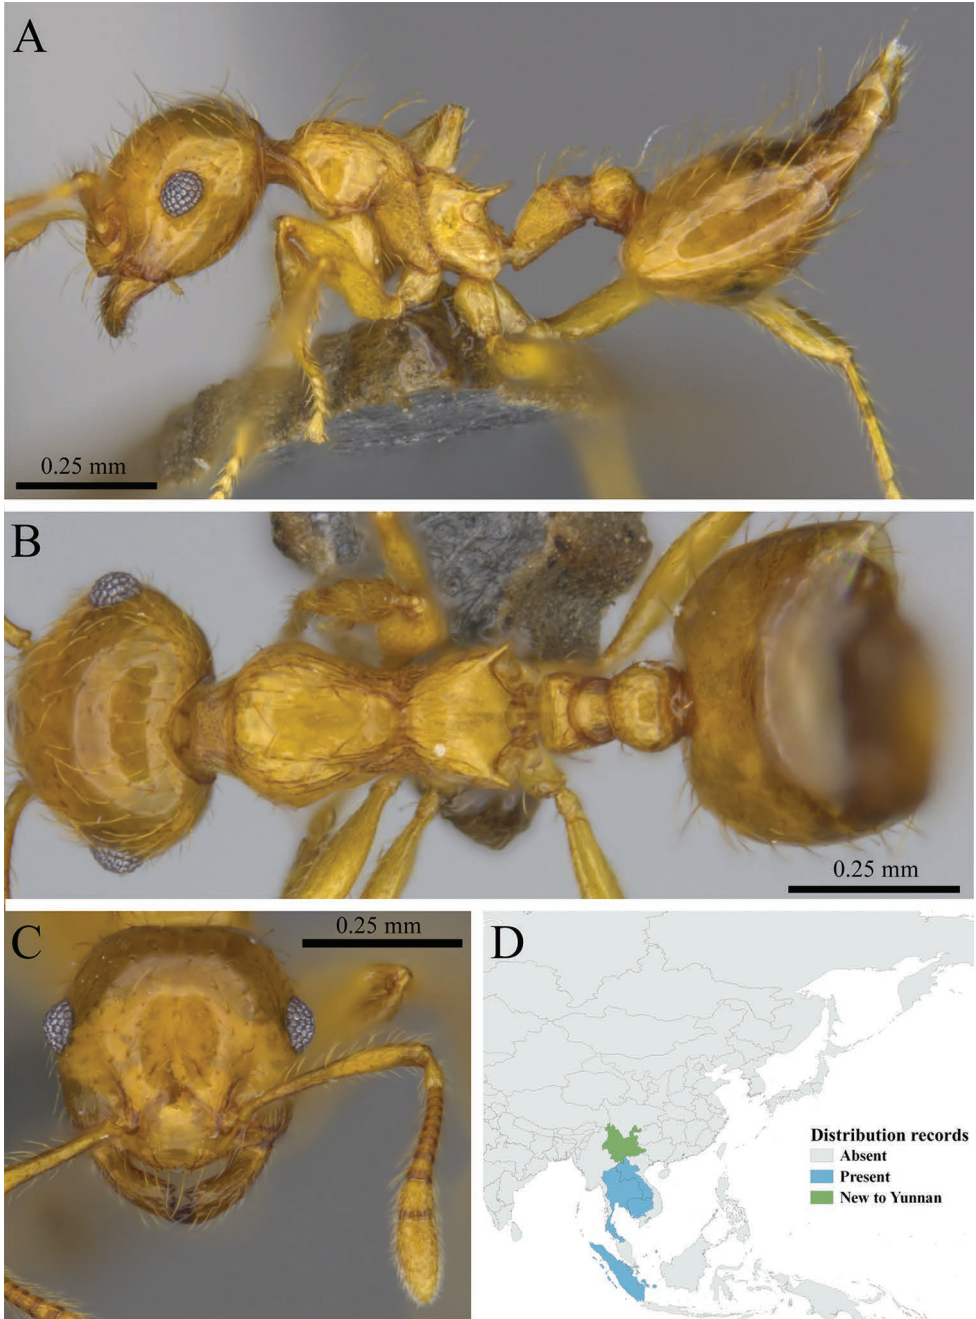 A
0.25 mm
B
0.25 mm
C
0.25 mm
D
Distribution records
Absent
Present
New to Yunnan